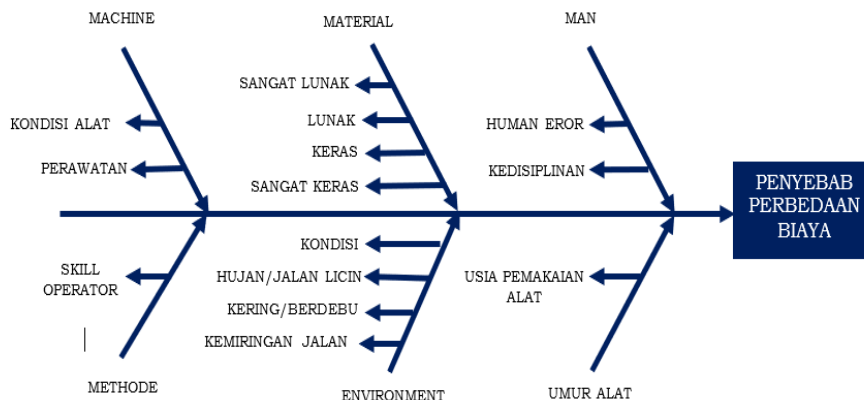 MACHINE
MATERIAL
MAN
SANGAT LUNAK
KONDISI ALAT
LUNAK
HUMAN EROR
KERAS
PERAWATAN
KEDISIPLINAN
SANGAT KERAS
PENYEBAB
PERBEDAAN
BIAYA
KONDISI
SKILL
OPERATOR
HUJAN/JALAN LICIN
USIA PEMAKAIAN
ALAT
KERING/BERDEBU
KEMIRINGAN JALAN
METHODE
ENVIRONMENT
UMUR ALAT